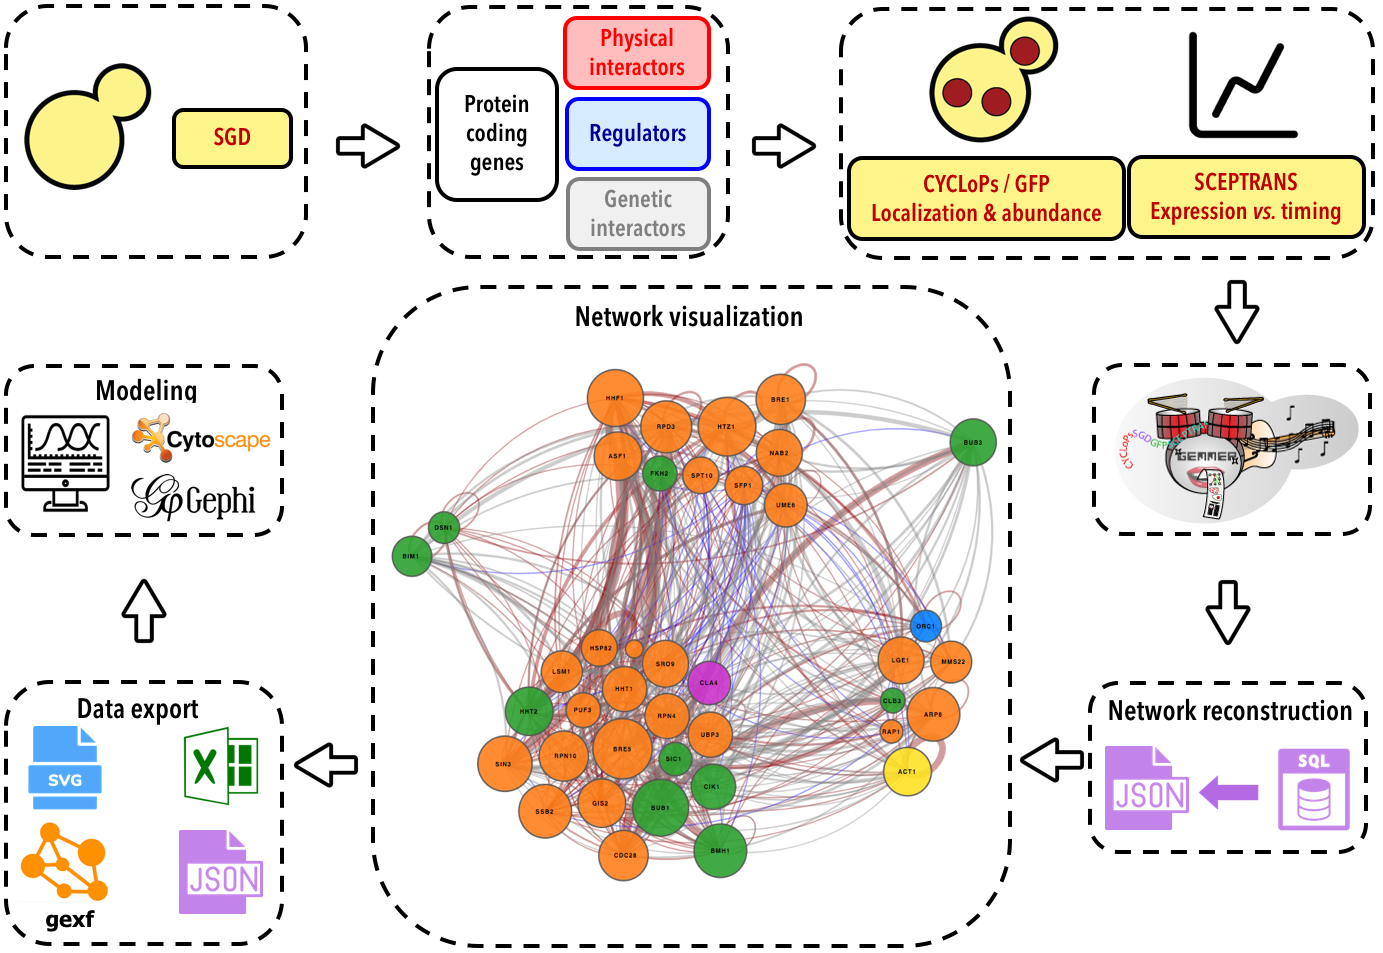 SGD
Protein
coding
genes
Physical
interactors
Regulators
Genetic
interactors
CYCLoPs / GFP
Localization & abundance
SCEPTRANS
Expression vs. timing
Network visualization
HHF1
RPD3
HTZ1
BRE1
ASF1
FKH2
SPT10
SFP1
NAB2
UME6
BUB3
DSN1
BIM1
ORC1
LGE1
MMS22
CLB3
ARP8
RAP1
ACT1
HSP82
LSM1
SRO9
CLA4
HHT1
HHT2
PUF3
RPN4
UBP3
BRE5
SIC1
RPN10
SIN3
CIK1
GIS2
BUB1
SSB2
CDC28
BMH1
CYCLoPs
SGD
GFP
GEMMER
Modeling
Cytoscape
Gephi
Data export
SVG
gexf
JSON
Network reconstruction
JSON
SQL